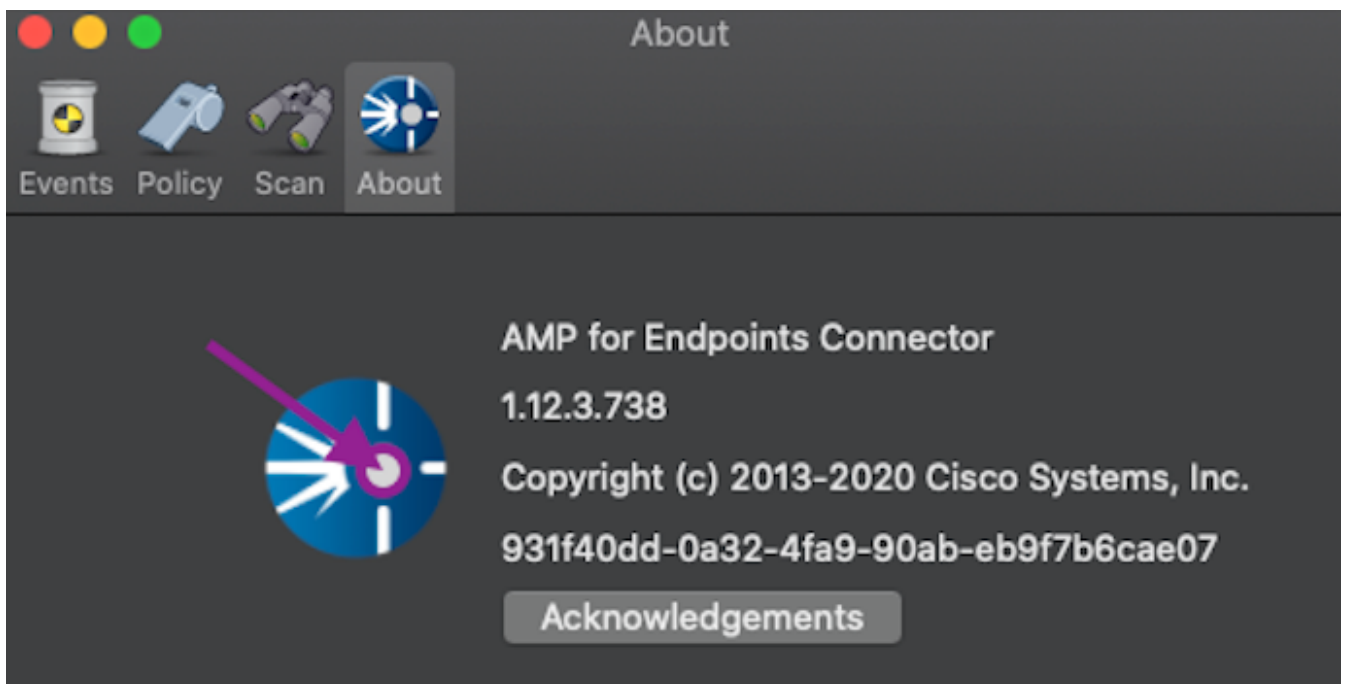 About
Events Policy Scan About
AMP for Endpoints Connector
1.12.3.738
Copyright (c) 2013-2020 Cisco Systems, Inc.
931f40dd-0a32-4fa9-90ab-eb9f7b6cae07
Acknowledgements